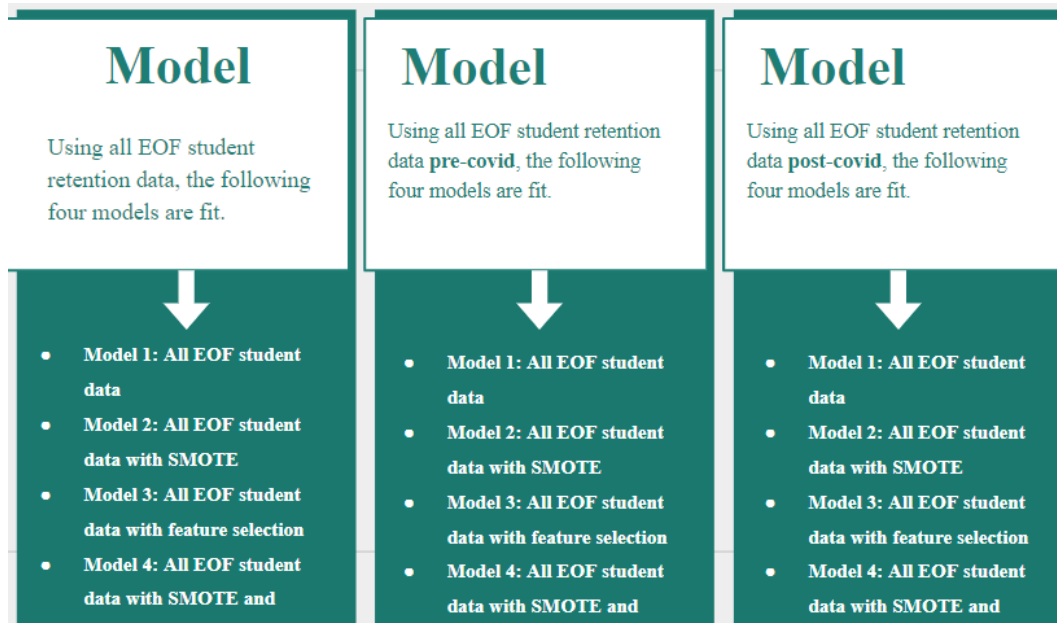 Model
Using all EOF student
retention data, the following
four models are fit.
● Model 1: All EOF student
data
● Model 2: All EOF student
data with SMOTE
● Model 3: All EOF student
data with feature selection
● Model 4: All EOF student
data with SMOTE and
Model
Using all EOF student retention
data pre-covid, the following
four models are fit.
● Model 1: All EOF student
data
● Model 2: All EOF student
data with SMOTE
● Model 3: All EOF student
data with feature selection
● Model 4: All EOF student
data with SMOTE and
Model
Using all EOF student retention
data post-covid, the following
four models are fit.
● Model 1: All EOF student
data
● Model 2: All EOF student
data with SMOTE
● Model 3: All EOF student
data with feature selection
● Model 4: All EOF student
data with SMOTE and